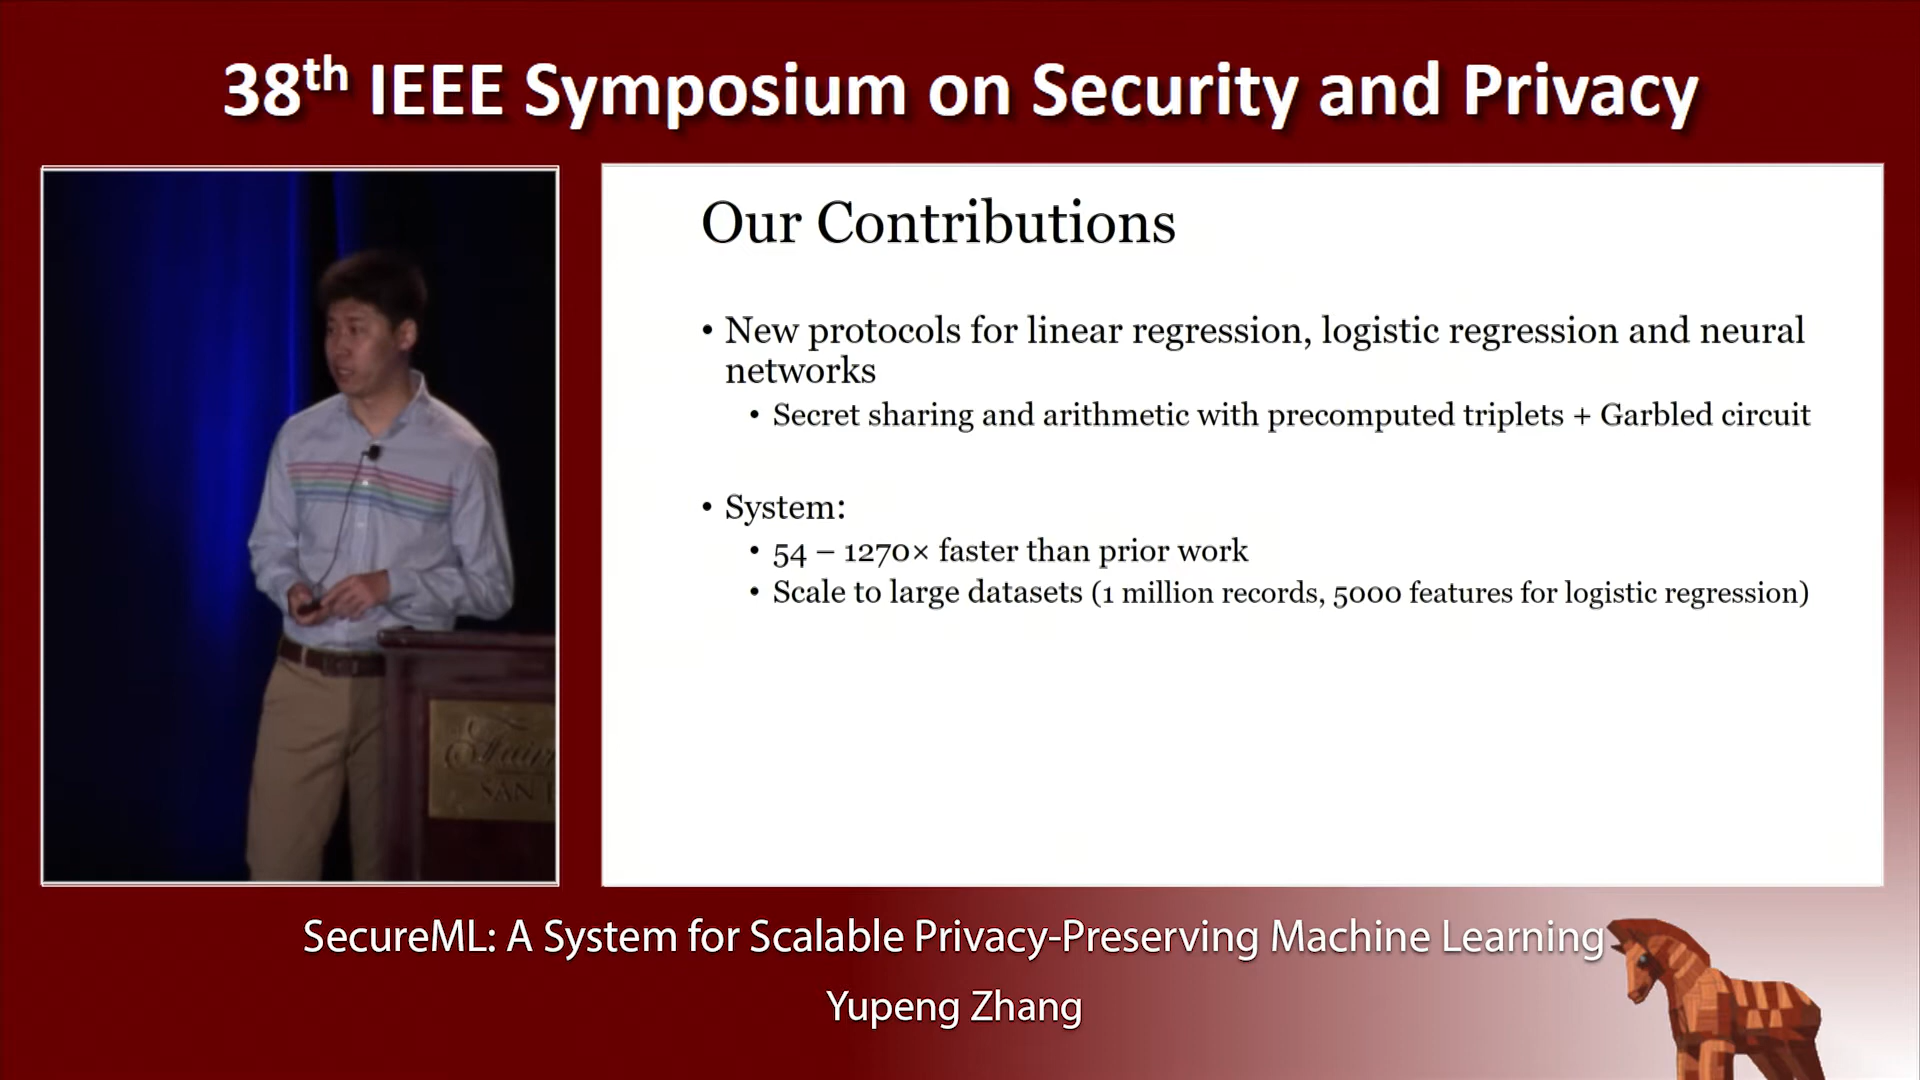 38th IEEE Symposium on Security and Privacy
Our Contributions
• New protocols for linear regression, logistic regression and neural
networks
• Secret sharing and arithmetic with precomputed triplets + Garbled circuit
• System:
• 54 – 1270× faster than prior work
• Scale to large datasets (1 million records, 5000 features for logistic regression)
SAN
SecureML: A System for Scalable Privacy-Preserving Machine Learning
Yupeng Zhang